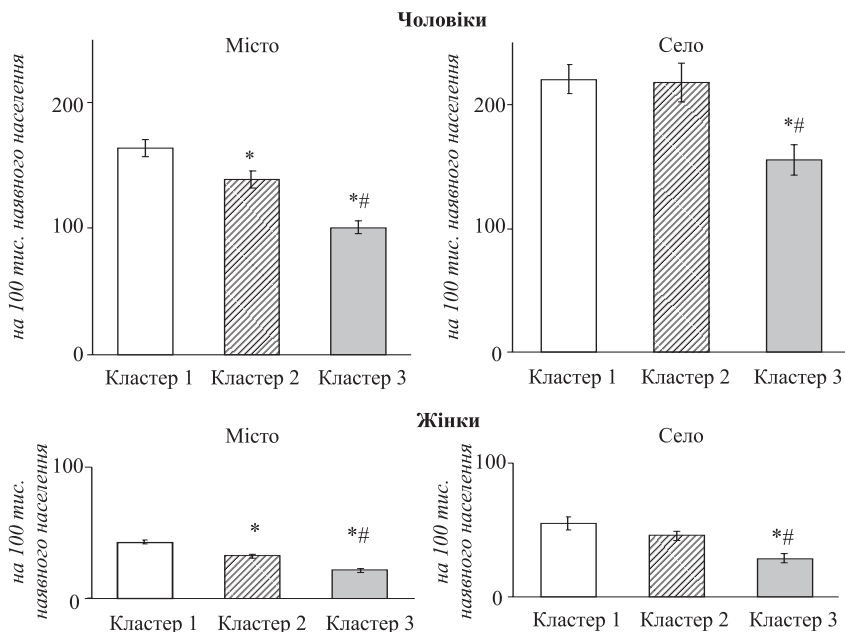 Чоловіки
Місто
на 100 тис. наявного населення
200
100
0
*
*#
Кластер 1
Кластер 2
Кластер 3
Село
на 100 тис. наявного населення
200
100
0
*#
Кластер 1
Кластер 2
Кластер 3
Жінки
Місто
на 100 тис.
наявного населення
100
0
*
*#
Кластер 1
Кластер 2
Кластер 3
Село
на 100 тис.
наявного населення
100
0
*#
Кластер 1
Кластер 2
Кластер 3